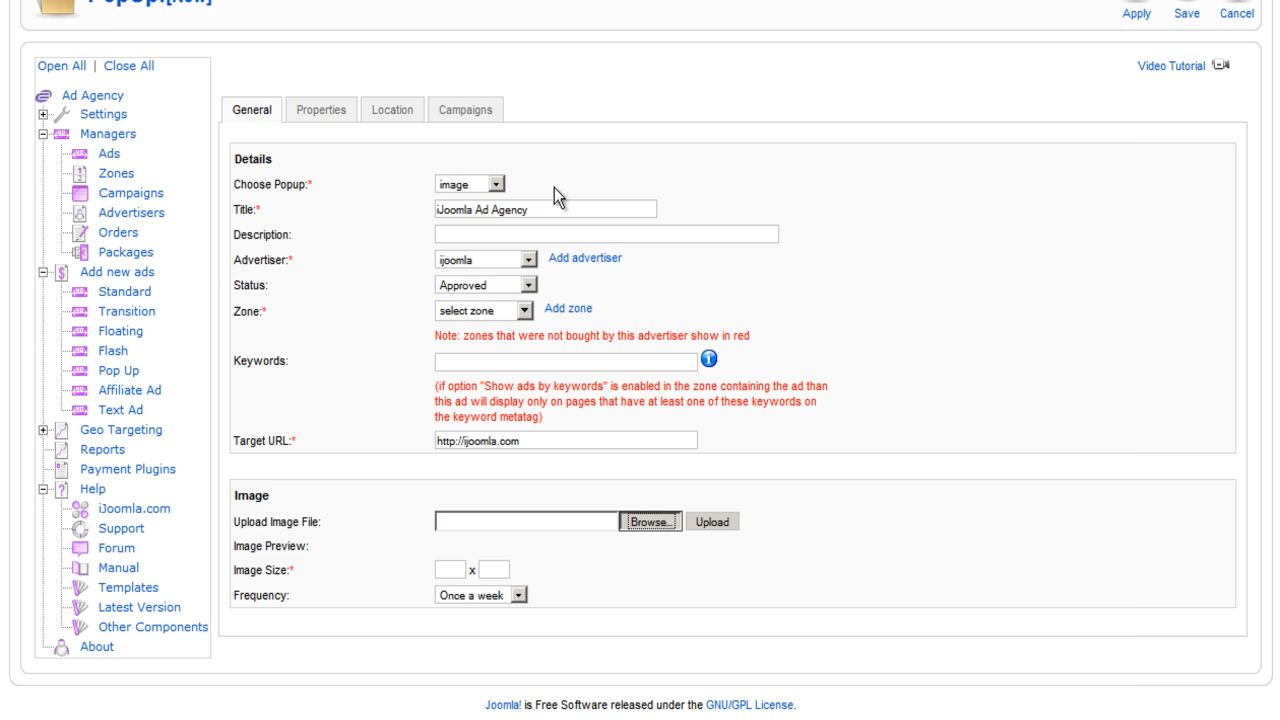 PopUp:[New]
Apply Save Cancel
Open All | Close All
Video Tutorial
Ad Agency
Settings
Managers
Ads
Zones
Campaigns
Advertisers
Orders
Packages
Add new ads
Standard
Transition
Floating
Flash
Pop Up
Affiliate Ad
Text Ad
Geo Targeting
Reports
Payment Plugins
Help
iJoomla.com
Support
Forum
Manual
Templates
Latest Version
Other Components
About
General Properties Location Campaigns
Details
Choose Popup:* image
Title:* iJoomla Ad Agency
Description:
Advertiser:* ijoomla Add advertiser
Status: Approved
Zone:* select zone Add zone
Note: zones that were not bought by this advertiser show in red
Keywords:
(if option "Show ads by keywords" is enabled in the zone containing the ad than
this ad will display only on pages that have at least one of these keywords on
the keyword metatag)
Target URL:* http://ijoomla.com
Image
Upload Image File: Browse... Upload
Image Preview:
Image Size:* x
Frequency: Once a week
Joomla! is Free Software released under the GNU/GPL License.